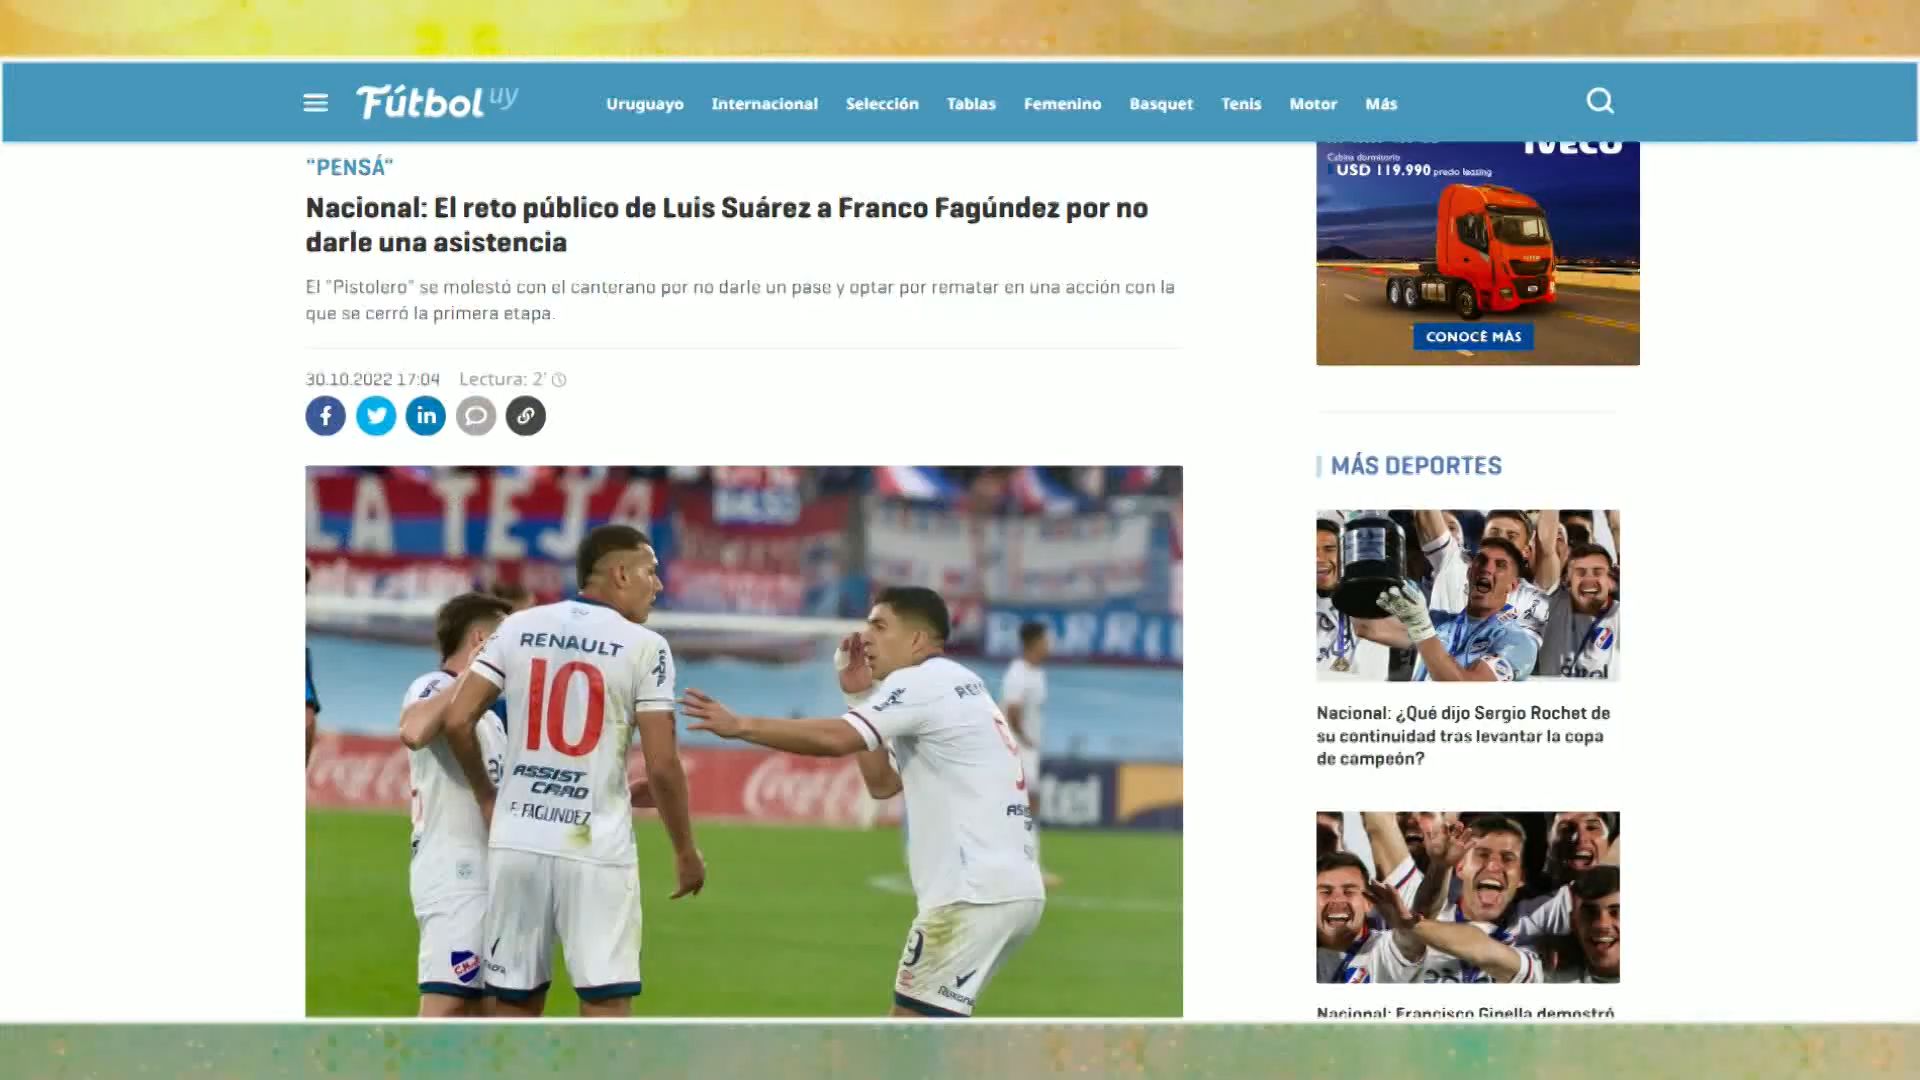 Fútbol uy
Uruguayo Internacional Selección Tablas Femenino Basquet Tenis Motor Más
"PENSÁ"
Nacional: El reto público de Luis Suárez a Franco Fagúndez por no
darle una asistencia
El "Pistolero" se molestó con el canterano por no darle un pase y optar por rematar en una acción con la
que se cerró la primera etapa.
30.10.2022 17:04 Lectura: 2'
LA TEJA
BASO
BARRI
RENAULT
10
ASSIST
CARD
F. FAGUNDEZ
Coca-Cola
tel
9
IVECO
Cabina dormitorio
USD 119.990 precio leasing
CONOCÉ MÁS
MÁS DEPORTES
Nacional: ¿Qué dijo Sergio Rochet de
su continuidad tras levantar la copa
de campeón?
Nacional: Francisco Ginella demostró